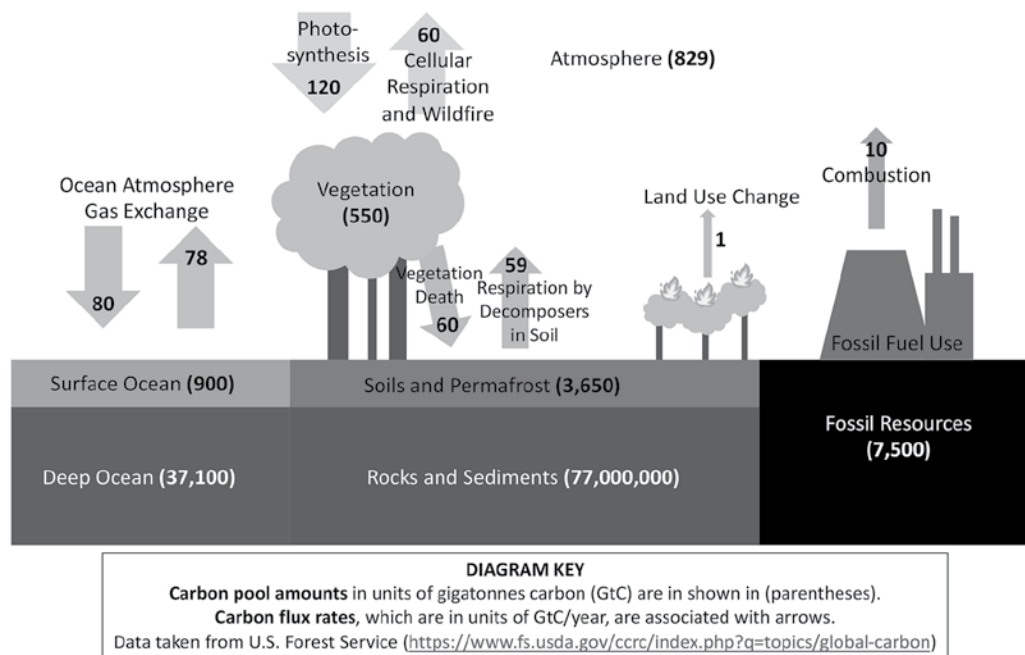 Photo-
synthesis
120
60
Cellular
Respiration
and Wildfire
Atmosphere (829)
Ocean Atmosphere
Gas Exchange
80
78
Vegetation
(550)
Vegetation
Death
60
59
Respiration by
Decomposers
in Soil
Land Use Change
1
10
Combustion
Fossil Fuel Use
Surface Ocean (900)
Soils and Permafrost (3,650)
Fossil Resources
(7,500)
Deep Ocean (37,100)
Rocks and Sediments (77,000,000)
DIAGRAM KEY
Carbon pool amounts in units of gigatonnes carbon (GtC) are in shown in (parentheses).
Carbon flux rates, which are in units of GtC/year, are associated with arrows.
Data taken from U.S. Forest Service (https://www.fs.usda.gov/ccrc/index.php?q=topics/global-carbon)